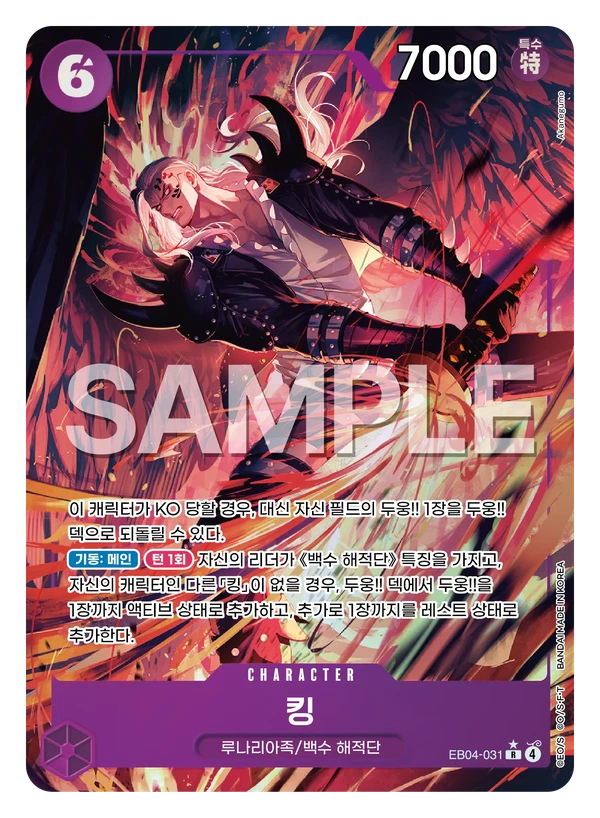 6
7000
특수
特
Akanegumo
SAMPLE
이 캐릭터가 KO 당할 경우, 대신 자신 필드의 두웅!! 1장을 두웅!!
덱으로 되돌릴 수 있다.
기동: 메인 턴 1회 자신의 리더가 《백수 해적단》 특징을 가지고,
자신의 캐릭터인 다른 「킹」이 없을 경우, 두웅!! 덱에서 두웅!!을
1장까지 액티브 상태로 추가하고, 추가로 1장까지를 레스트 상태로
추가한다.
CHARACTER
킹
루나리아족/백수 해적단
EB04-031 R 4
©EO/S ©O/S·F·T BANDAI MADE IN KOREA